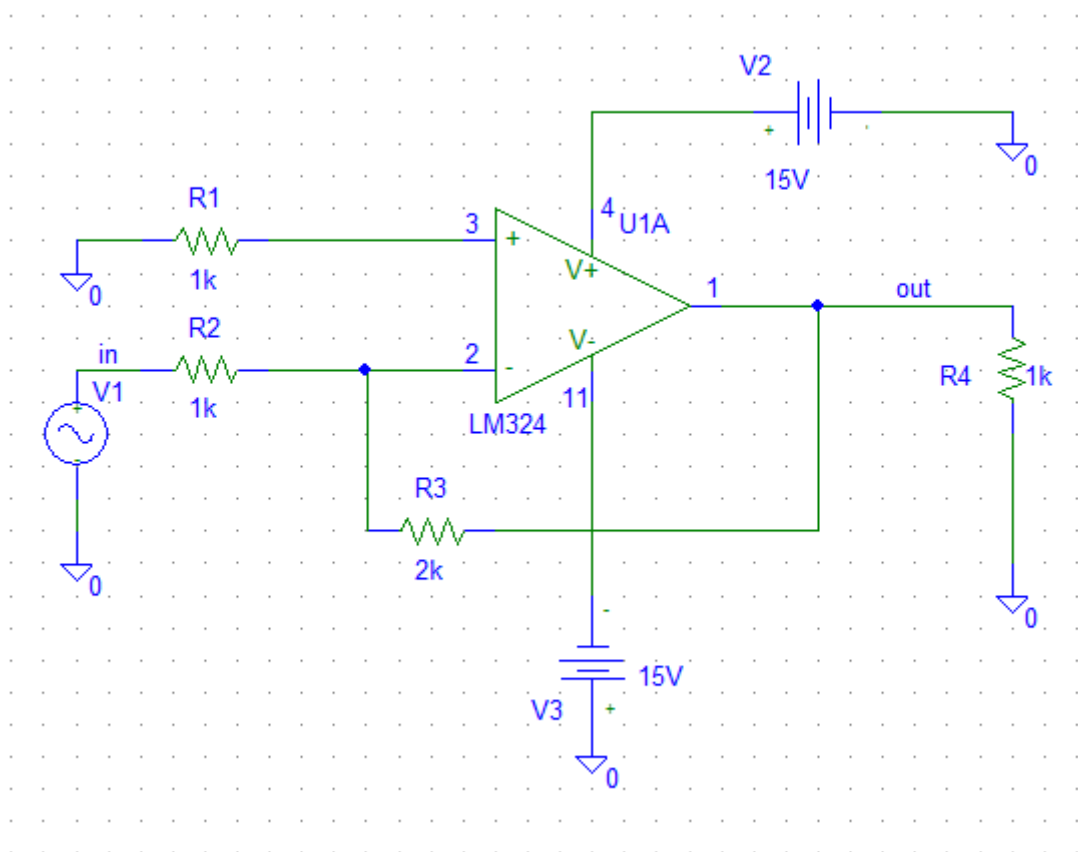 V2
+
-
15V
0
R1
3
+
4
U1A
V+
1k
0
1
out
R2
in
V-
2
-
V1
+
-
1k
11
R4
1k
LM324
R3
2k
0
0
-
15V
V3
+
0